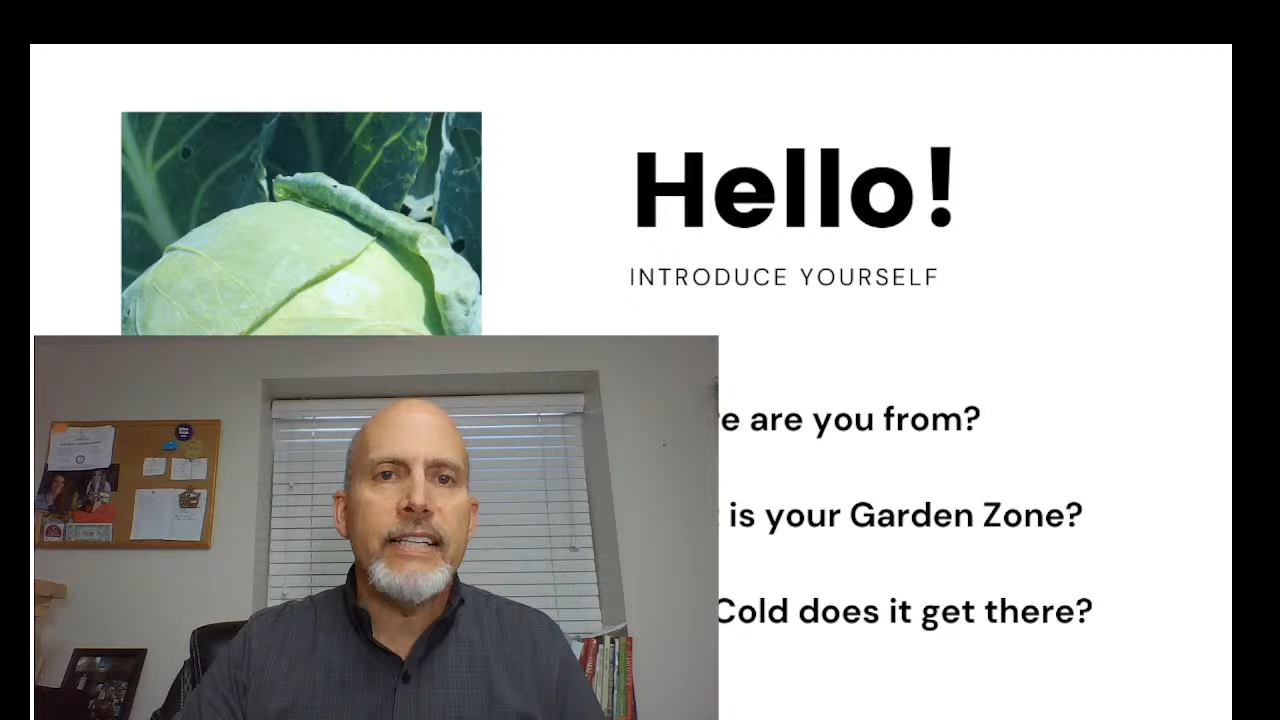 Hello!
INTRODUCE YOURSELF
are you from?
is your Garden Zone?
Cold does it get there?